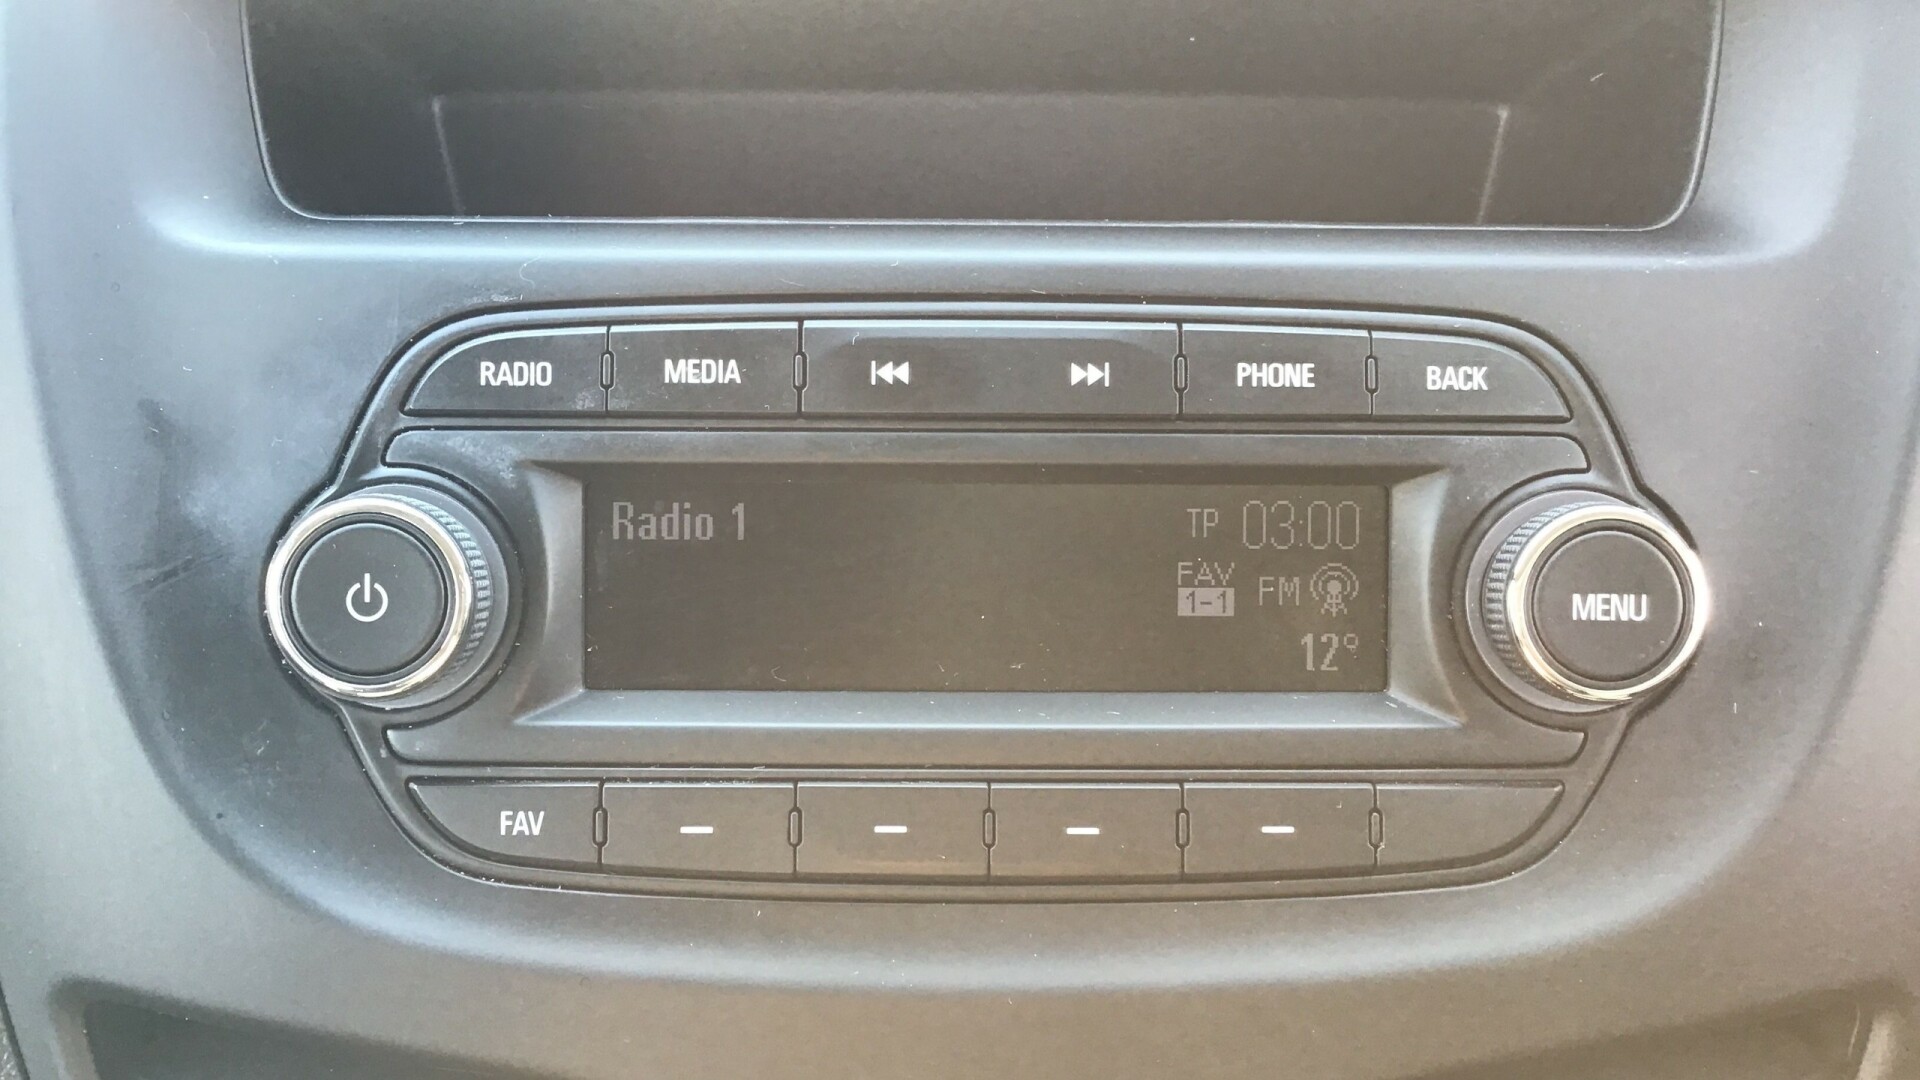 RADIO MEDIA PHONE BACK
Radio 1 TP 03:00
FAV FM
1-1
12°
MENU
FAV